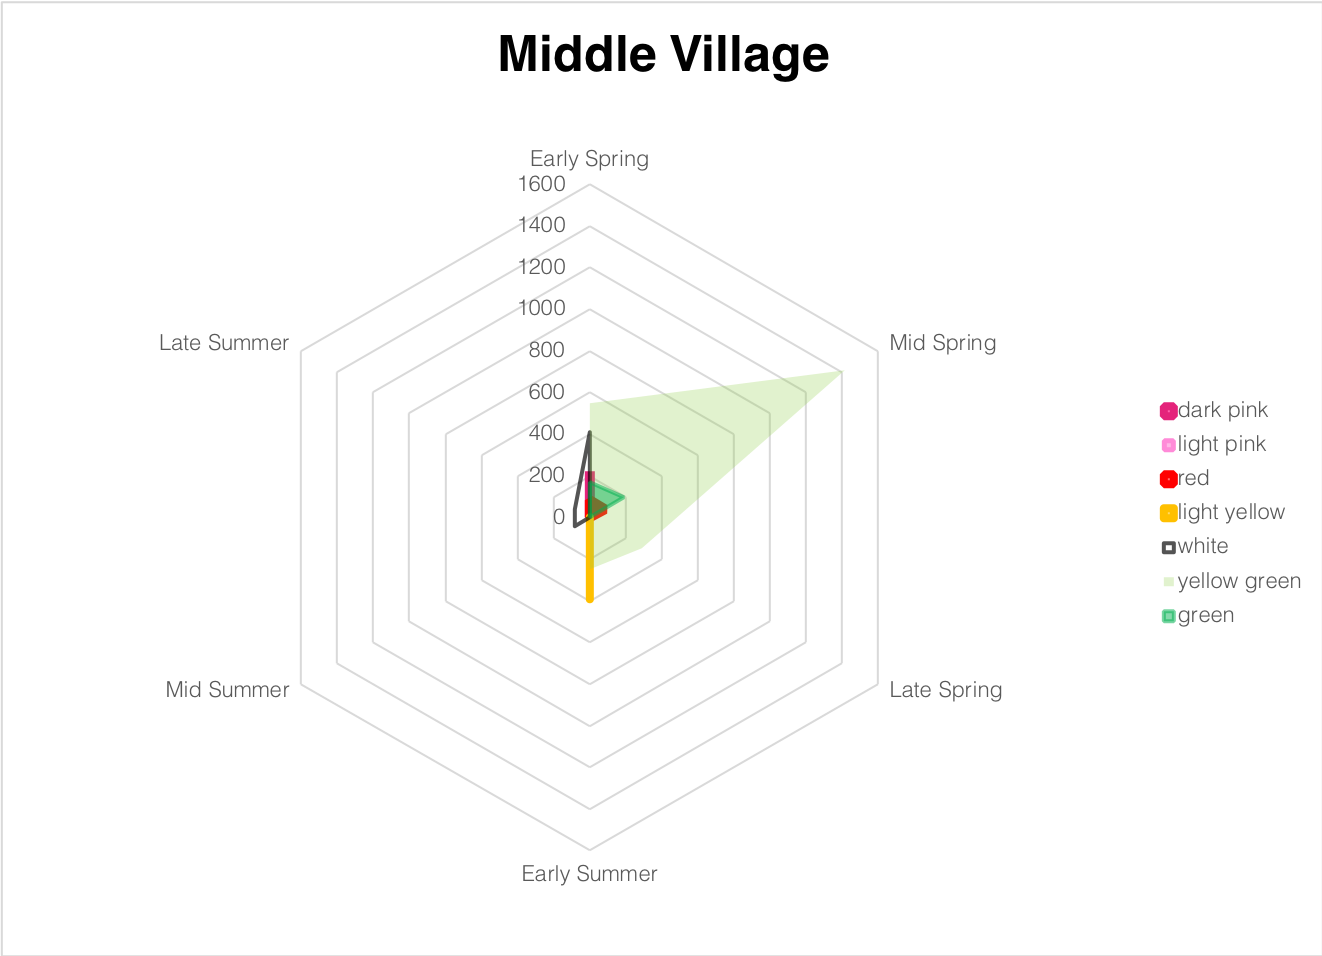 Middle Village
Early Spring
1600
1400
1200
1000
800
600
400
200
0
Late Summer
Mid Spring
Mid Summer
Late Spring
Early Summer
dark pink
light pink
red
light yellow
white
yellow green
green